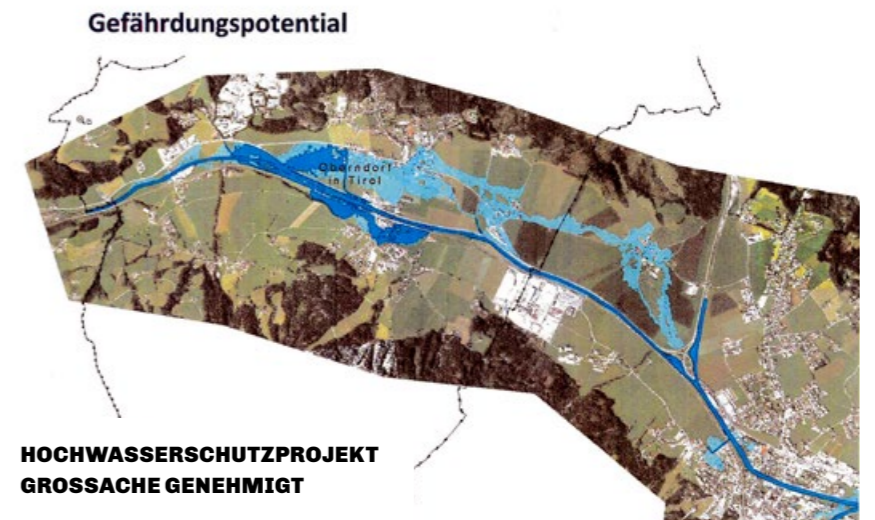 Gefährdungspotential
Oberndorf
in Tirol
HOCHWASSERSCHUTZPROJEKT
GROSSACHE GENEHMIGT